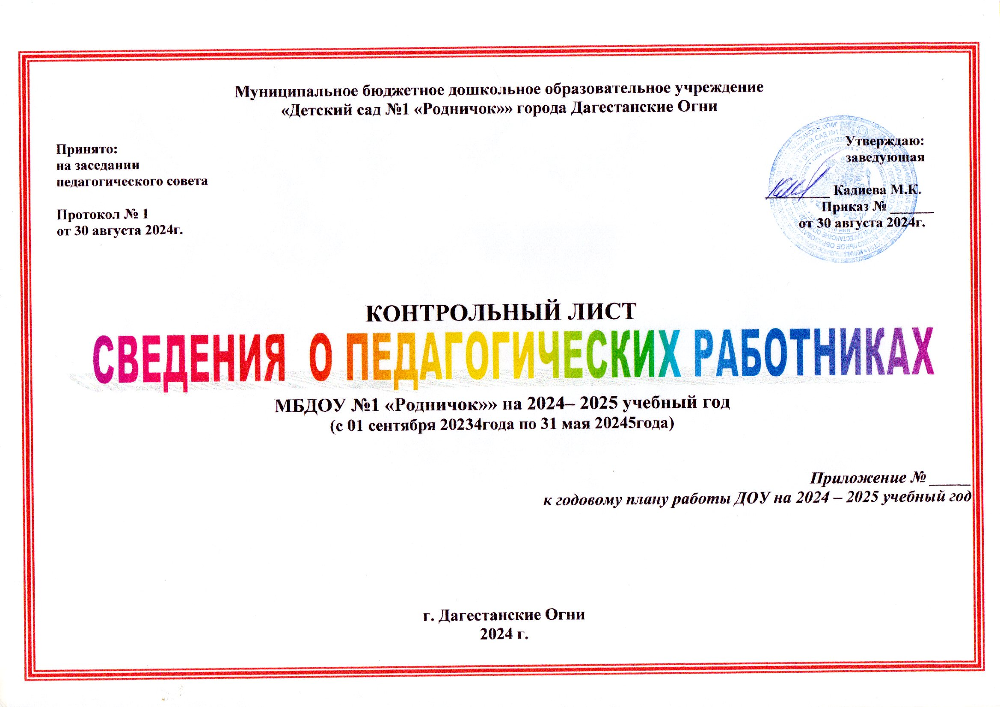 Муниципальное бюджетное дошкольное образовательное учреждение
«Детский сад №1 «Родничок»» города Дагестанские Огни
Принято:
на заседании
педагогического совета
Протокол № 1
от 30 августа 2024г.
Утверждаю:
заведующая
__________ Кадиева М.К.
Приказ № ______
от 30 августа 2024г.
КОНТРОЛЬНЫЙ ЛИСТ
СВЕДЕНИЯ О ПЕДАГОГИЧЕСКИХ РАБОТНИКАХ
МБДОУ №1 «Родничок»» на 2024– 2025 учебный год
(с 01 сентября 20234года по 31 мая 20245года)
Приложение № _____
к годовому плану работы ДОУ на 2024 – 2025 учебный год
г. Дагестанские Огни
2024 г.